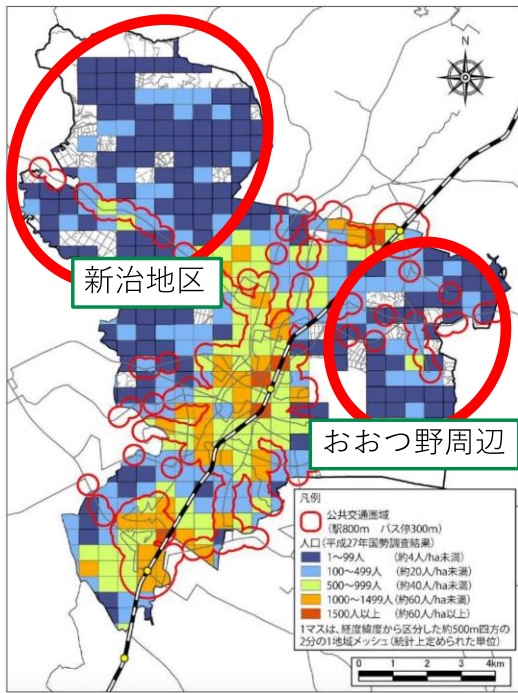 N
新治地区
おおつ野周辺
凡例
公共交通圏域
(駅800m バス停300m)
人口(平成27年国勢調査結果)
1~99人 (約4人/ha未満)
100~499人 (約20人/ha未満)
500~999人 (約40人/ha未満)
1000~1499人(約60人/ha未満)
1500人以上 (約60人/ha以上)
1マスは、経度緯度から区分した約500m四方の
2分の1地域メッシュ(統計上定められた単位)
0 1 2 3 4km